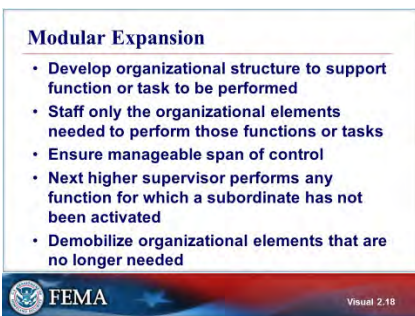 Modular Expansion
• Develop organizational structure to support
function or task to be performed
• Staff only the organizational elements
needed to perform those functions or tasks
• Ensure manageable span of control
• Next higher supervisor performs any
function for which a subordinate has not
been activated
• Demobilize organizational elements that are
no longer needed
FEMA
Visual 2.18